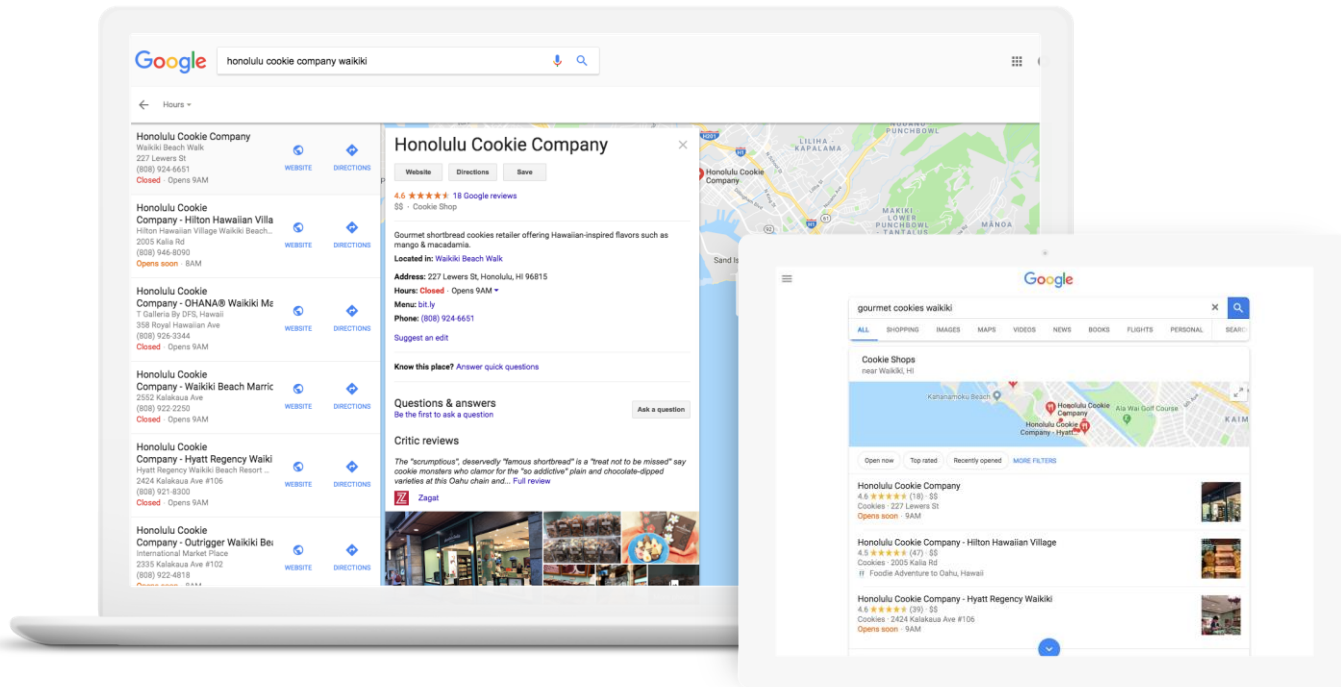 Google
honolulu cookie company waikiki
Hours
Honolulu Cookie Company
Waikiki Beach Walk
227 Lewers St
(808) 924-6651
Closed · Opens 9AM
WEBSITE
DIRECTIONS
Honolulu Cookie
Company - Hilton Hawaiian Villa
Hilton Hawaiian Village Waikiki Beach...
2005 Kalia Rd
(808) 946-8090
Opens soon · 8AM
WEBSITE
DIRECTIONS
Honolulu Cookie
Company - OHANA® Waikiki Ma
T Galleria By DFS, Hawaii
358 Royal Hawaiian Ave
(808) 926-3344
Closed · Opens 9AM
WEBSITE
DIRECTIONS
Honolulu Cookie
Company - Waikiki Beach Marric
2552 Kalakaua Ave
(808) 922-2250
Closed · Opens 9AM
WEBSITE
DIRECTIONS
Honolulu Cookie
Company - Hyatt Regency Waiki
Hyatt Regency Waikiki Beach Resort ...
2424 Kalakaua Ave #106
(808) 921-8300
Closed · Opens 9AM
WEBSITE
DIRECTIONS
Honolulu Cookie
Company - Outrigger Waikiki Bea
International Market Place
2335 Kalakaua Ave #102
(808) 922-4818
Opens soon · 9AM
WEBSITE
DIRECTIONS
Honolulu Cookie Company
Website
Directions
Save
4.6 18 Google reviews
$$ · Cookie Shop
Gourmet shortbread cookies retailer offering Hawaiian-inspired flavors such as
mango & macadamia.
Located in: Waikiki Beach Walk
Address: 227 Lewers St, Honolulu, HI 96815
Hours: Closed · Opens 9AM
Menu: bit.ly
Phone: (808) 924-6651
Suggest an edit
Know this place? Answer quick questions
Questions & answers
Be the first to ask a question
Ask a question
Critic reviews
The "scrumptious", deservedly "famous shortbread" is a "treat not to be missed" say
cookie monsters who clamor for the "so addictive" plain and chocolate-dipped
varieties at this Oahu chain and... Full review
Z
Zagat
H201
NUUANU
PUNCHBOWL
LILIHA -
KAPALAMA
Honolulu Cookie
Company
61
MAKIKI
LOWER
PUNCHBOWL
TANTALUS
MĀNOA
92
Sand Is
Google
gourmet cookies waikiki
ALL
SHOPPING
IMAGES
MAPS
VIDEOS
NEWS
BOOKS
FLIGHTS
PERSONAL
SEARC
Cookie Shops
near Waikiki, HI
Kahanamoku Beach
Honolulu Cookie
Company
Ala Wai Golf
Course
Honolulu Cookie
Company - Hyatt...
KAIM
Open now
Top rated
Recently opened
MORE FILTERS
Honolulu Cookie Company
4.6 (18) · $$
Cookies · 227 Lewers St
Opens soon · 9AM
Honolulu Cookie Company - Hilton Hawaiian Village
4.5 (47) · $$
Cookies · 2005 Kalia Rd
Foodie Adventure to Oahu, Hawaii
Honolulu Cookie Company - Hyatt Regency Waikiki
4.6 (39) · $$
Cookies · 2424 Kalakaua Ave #106
Opens soon · 9AM